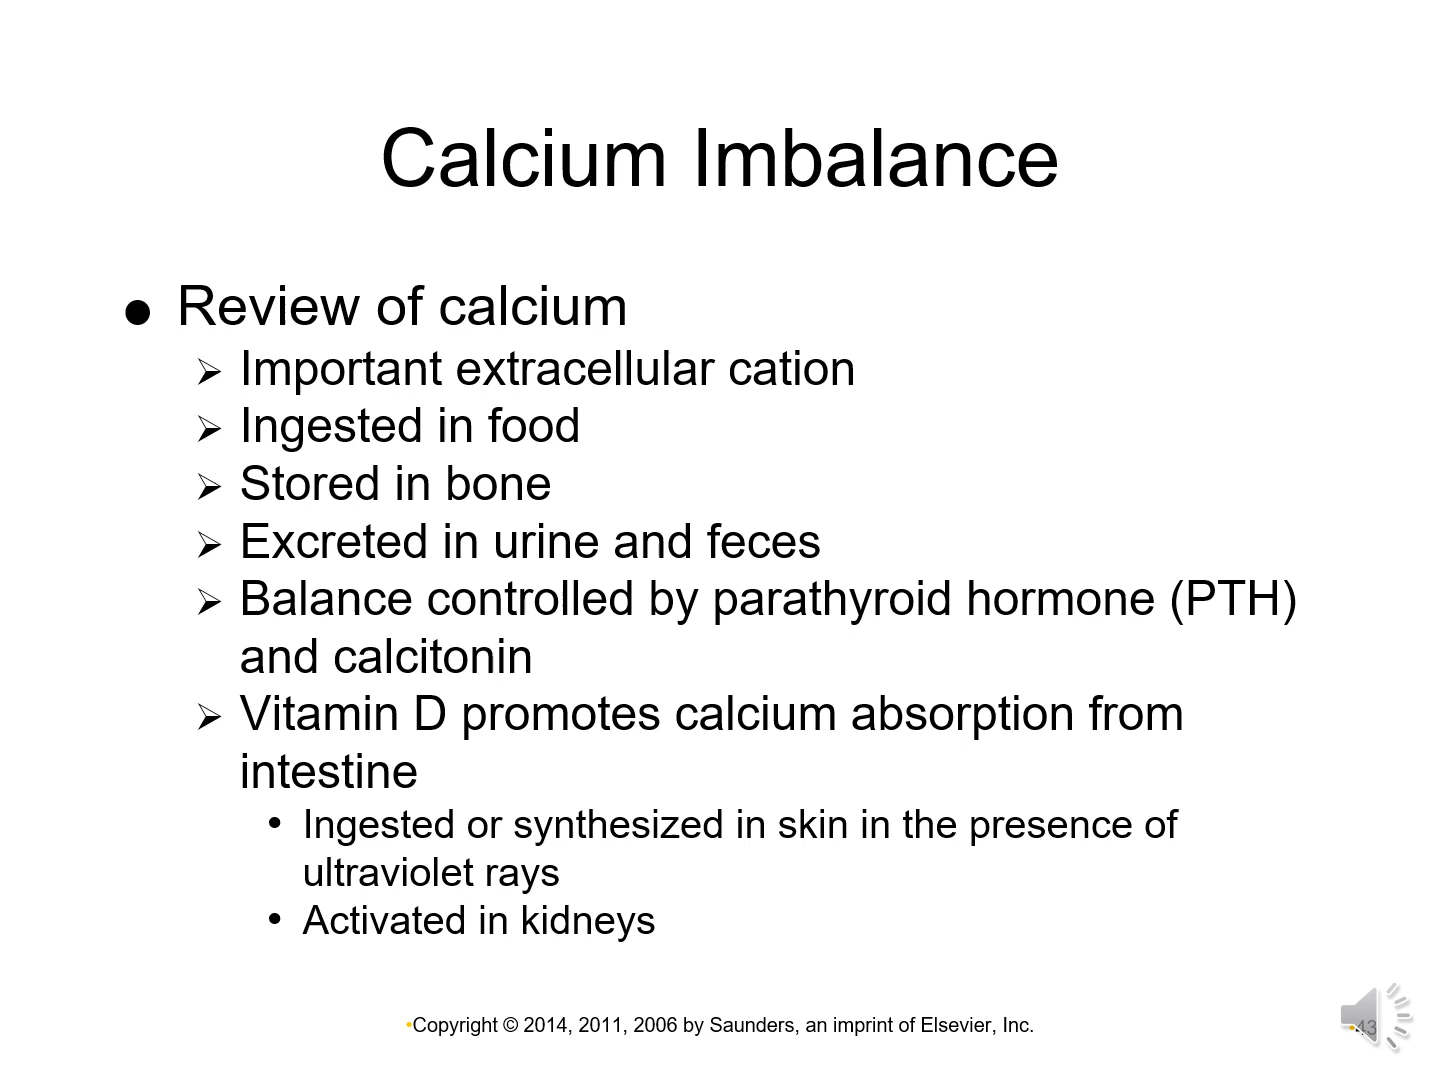 Calcium Imbalance
● Review of calcium
➢ Important extracellular cation
➢ Ingested in food
➢ Stored in bone
➢ Excreted in urine and feces
➢ Balance controlled by parathyroid hormone (PTH)
and calcitonin
➢ Vitamin D promotes calcium absorption from
intestine
• Ingested or synthesized in skin in the presence of
ultraviolet rays
• Activated in kidneys
•Copyright © 2014, 2011, 2006 by Saunders, an imprint of Elsevier, Inc.
•43